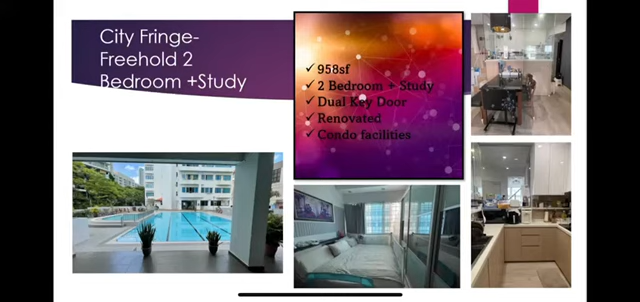 City Fringe-
Freehold 2
Bedroom +Study
✓ 958sf
✓ 2 Bedroom + Study
✓ Dual Key Door
✓ Renovated
✓ Condo facilities